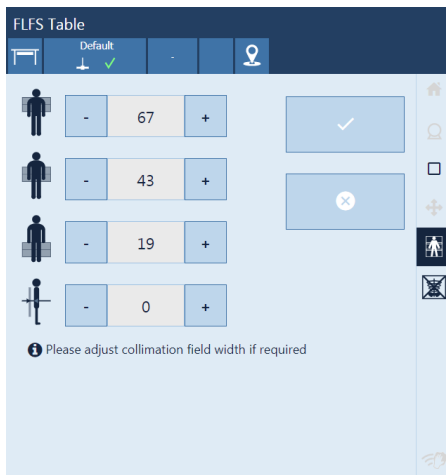 FLFS Table
Default
-
- 67 +
- 43 +
- 19 +
- 0 +
Please adjust collimation field width if required